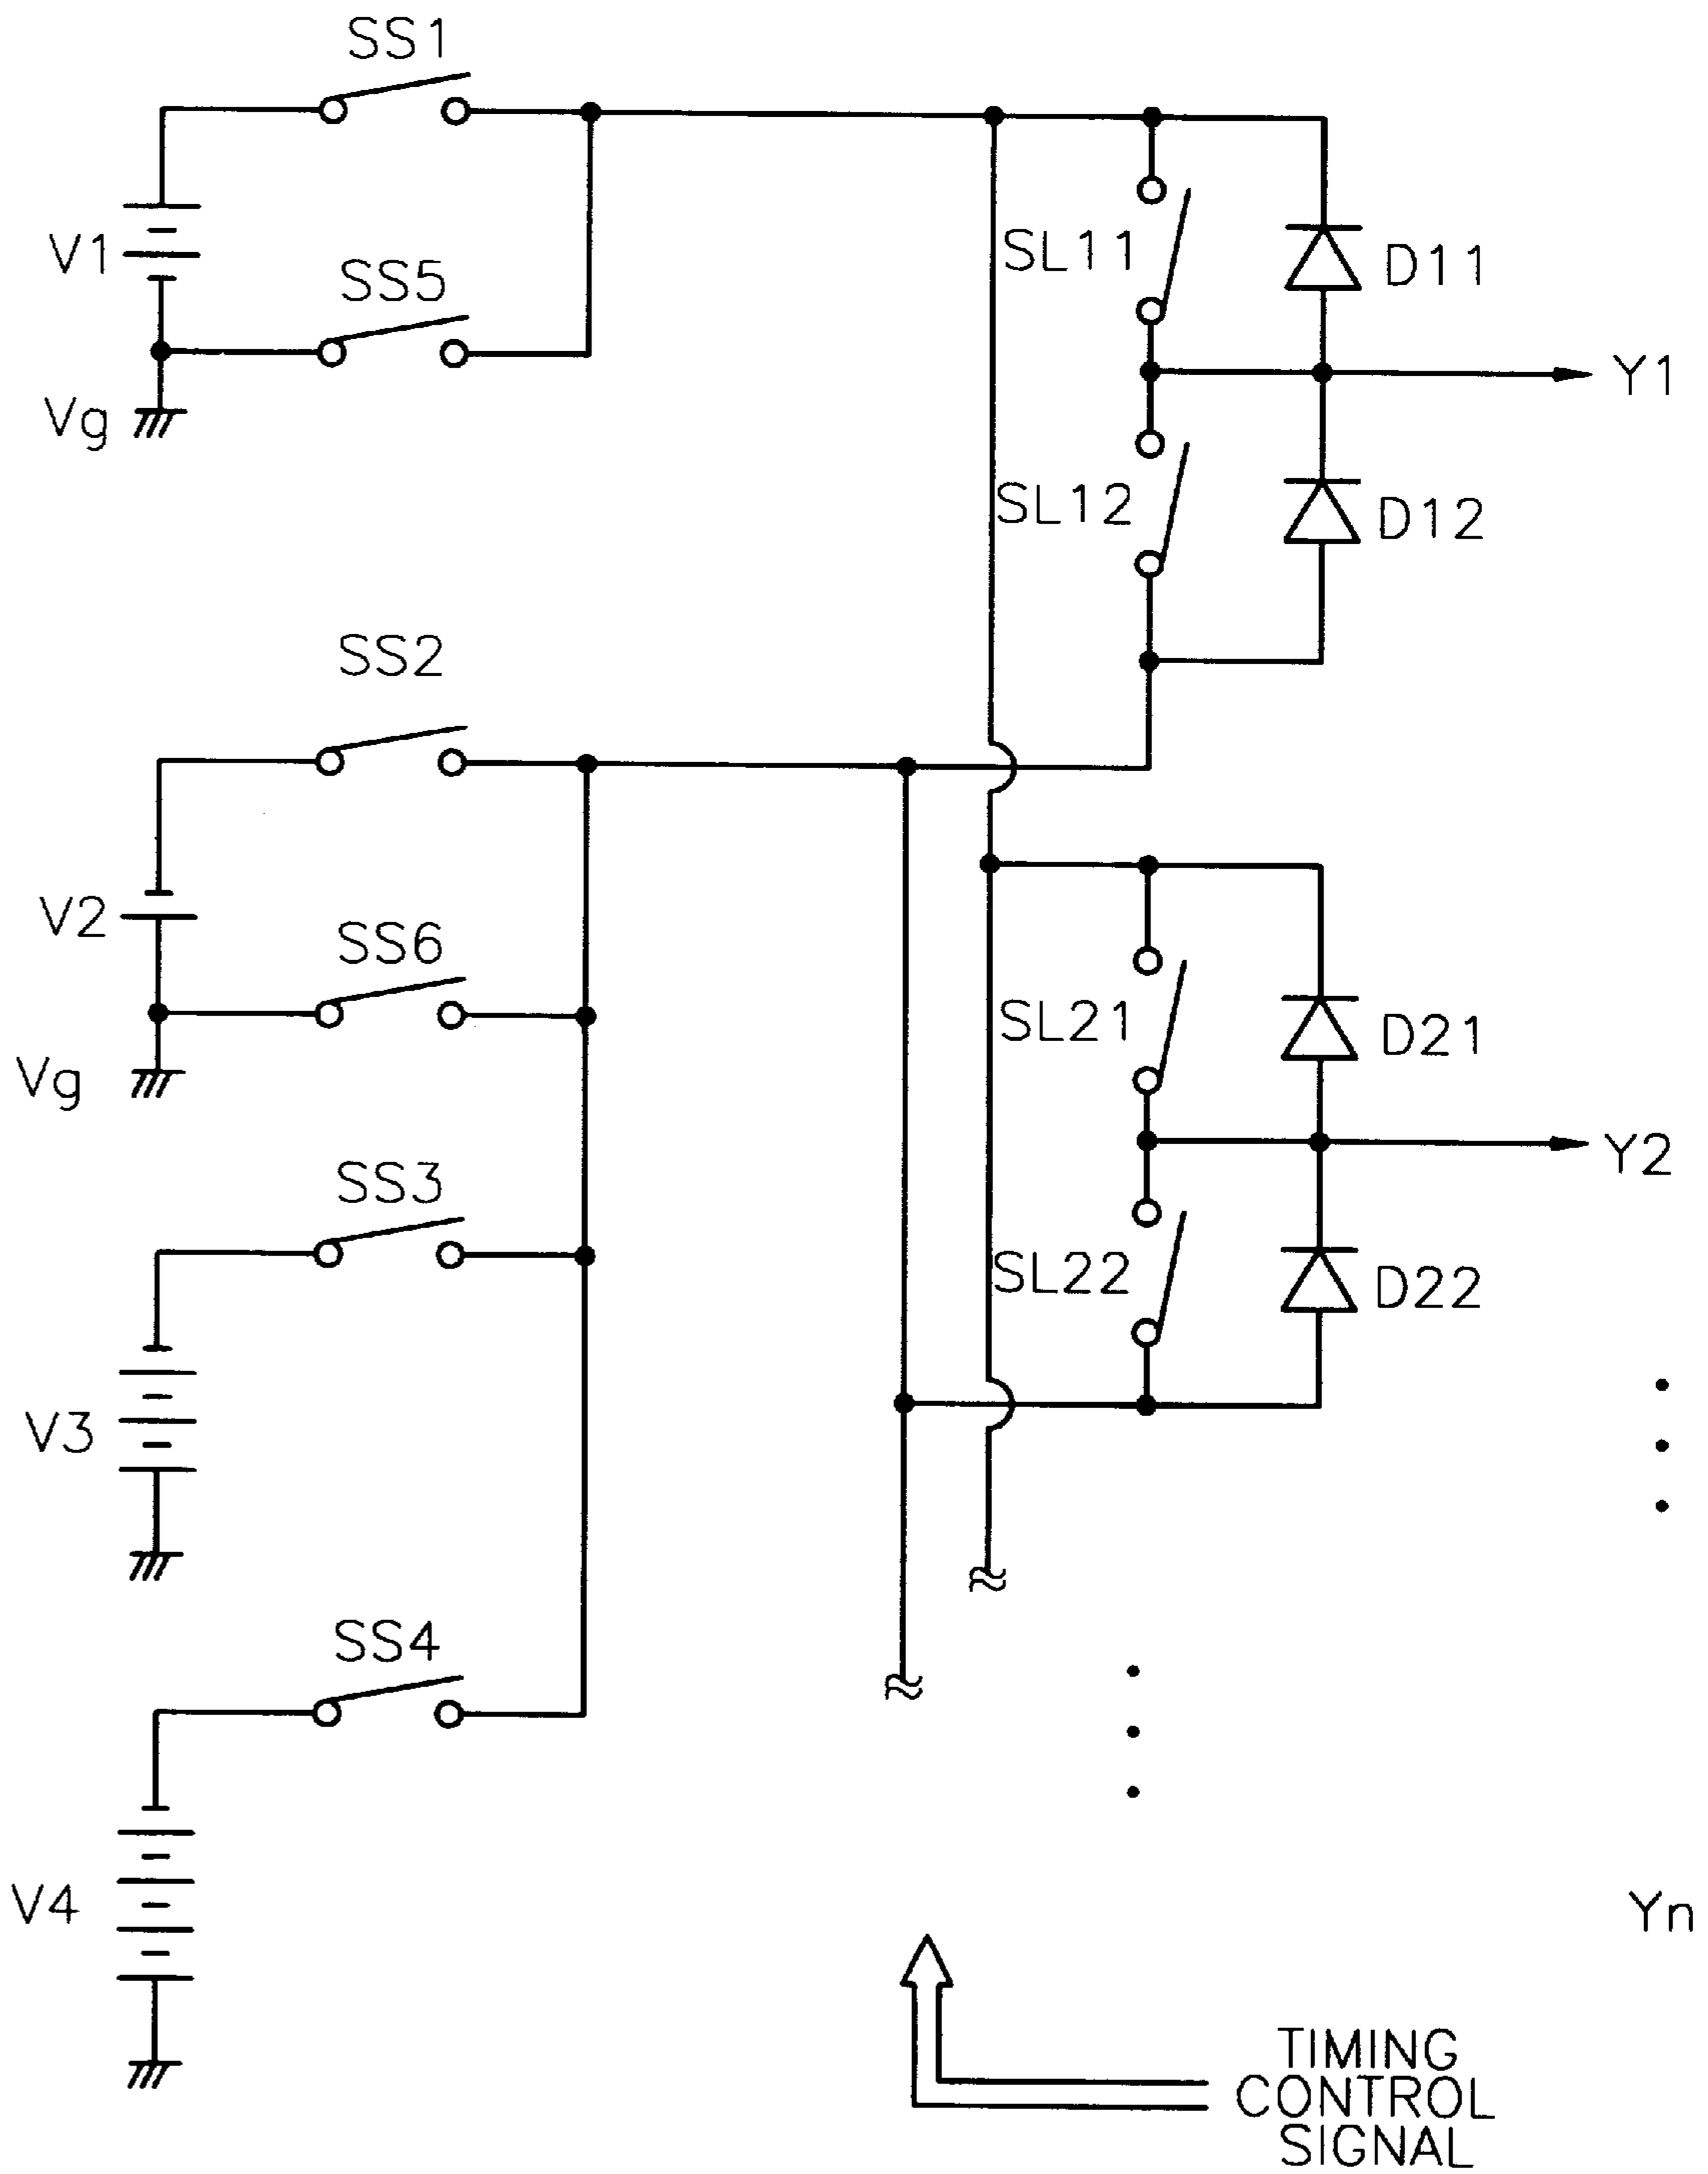 SS1
V1
SL11
D11
SS5
Y1
Vg
SL12
D12
SS2
V2
SS6
SL21
D21
Vg
Y2
SS3
SL22
D22
V3
SS4
V4
Yn
TIMING
CONTROL
SIGNAL